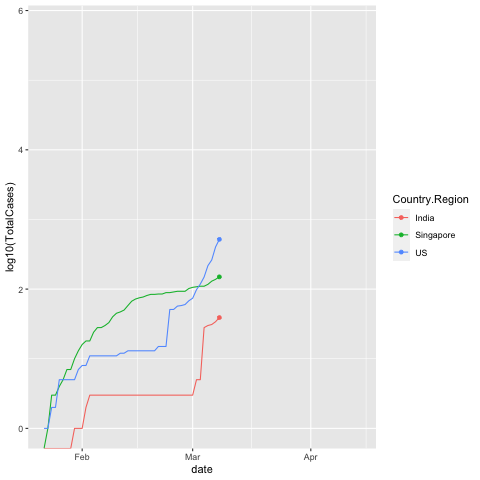 6
4
2
0
log10(TotalCases)
Feb
Mar
Apr
date
Country.Region
India
Singapore
US